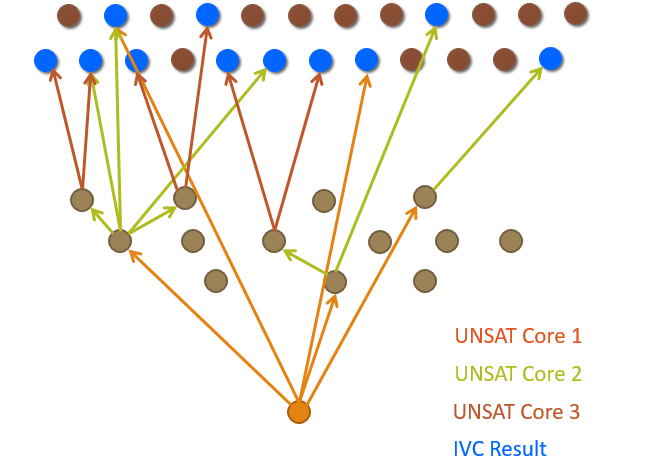 UNSAT Core 1
UNSAT Core 2
UNSAT Core 3
IVC Result